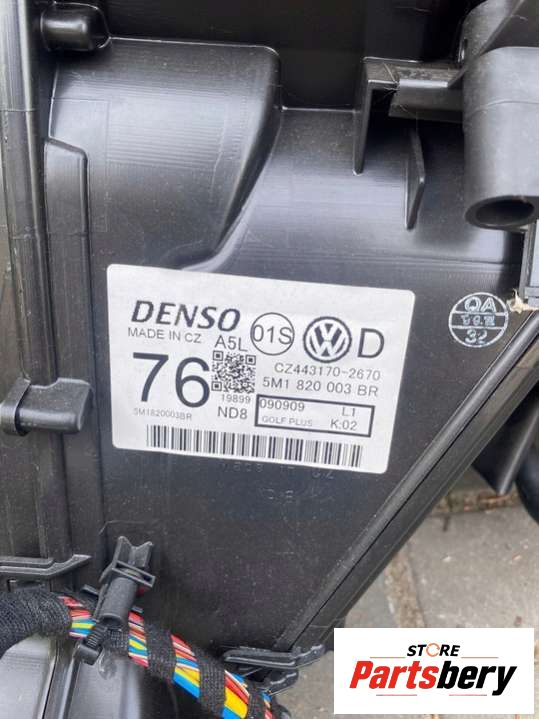 DENSO
MADE IN CZ
A5L
01S
VW
D
CZ443170-2670
76
5M1 820 003 BR
19899
ND8
090909
L1
GOLF PLUS
K:02
5M1820003BR
QA
32
STORE
Partsbery